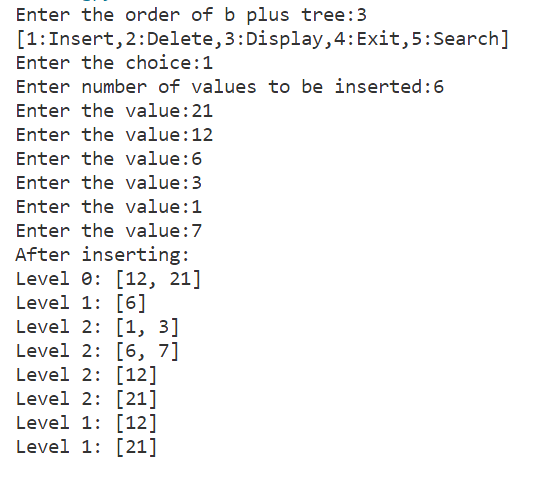 Enter the order of b plus tree:3
[1:Insert,2:Delete,3:Display,4:Exit,5:Search]
Enter the choice:1
Enter number of values to be inserted:6
Enter the value:21
Enter the value:12
Enter the value:6
Enter the value:3
Enter the value:1
Enter the value:7
After inserting:
Level 0: [12, 21]
Level 1: [6]
Level 2: [1, 3]
Level 2: [6, 7]
Level 2: [12]
Level 2: [21]
Level 1: [12]
Level 1: [21]